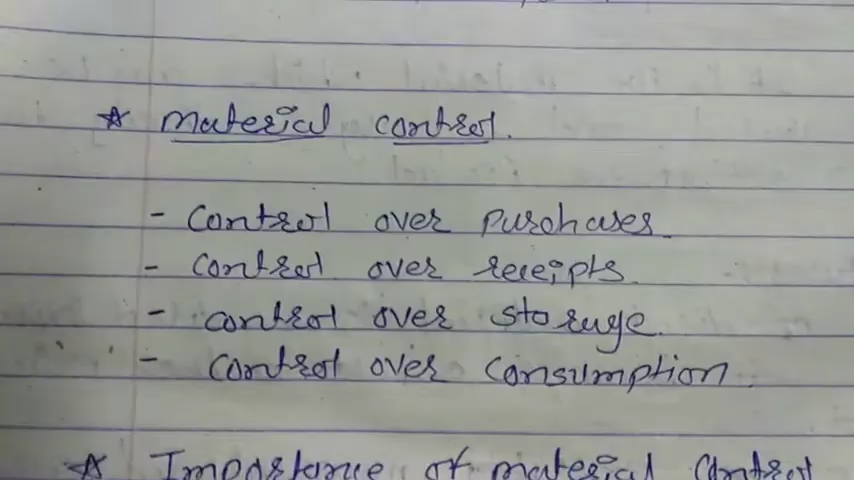 ☆ material control.
- control over purchases.
- control over receipts.
- control over storage.
- control over consumption.
☆ Importance of material control